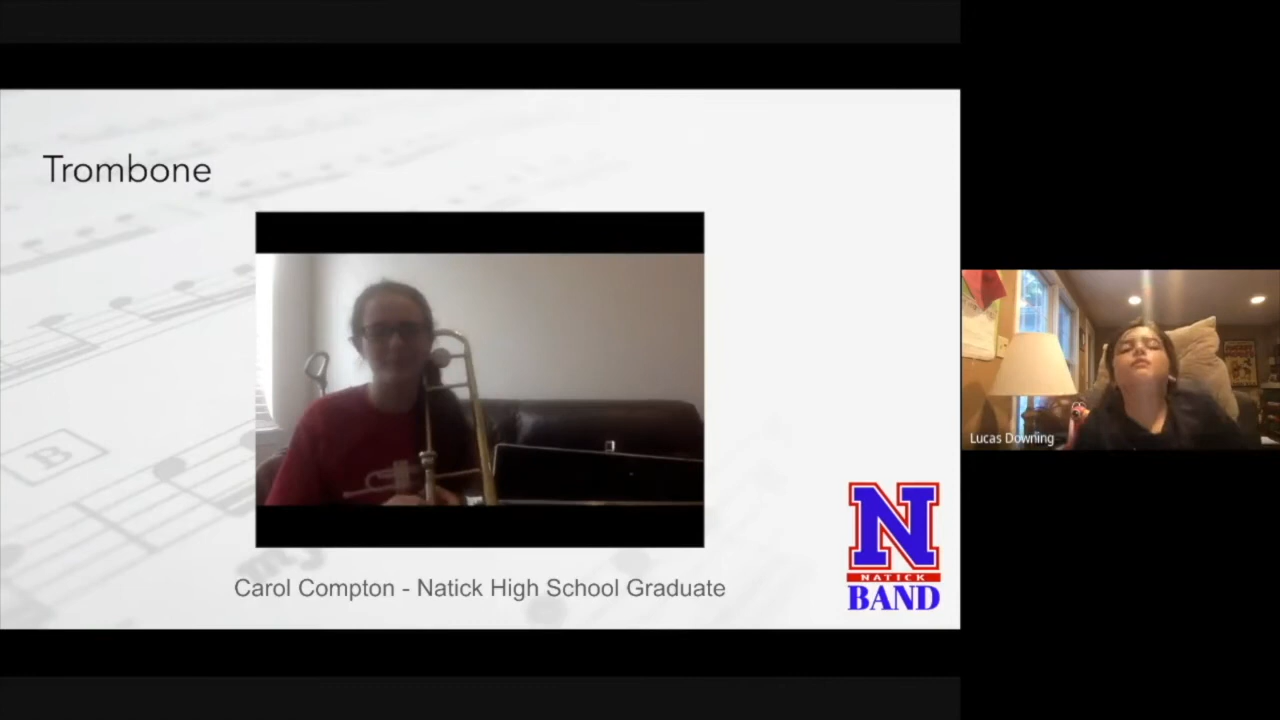 Trombone
B
Carol Compton - Natick High School Graduate
N
NATICK
BAND
Lucas Downing